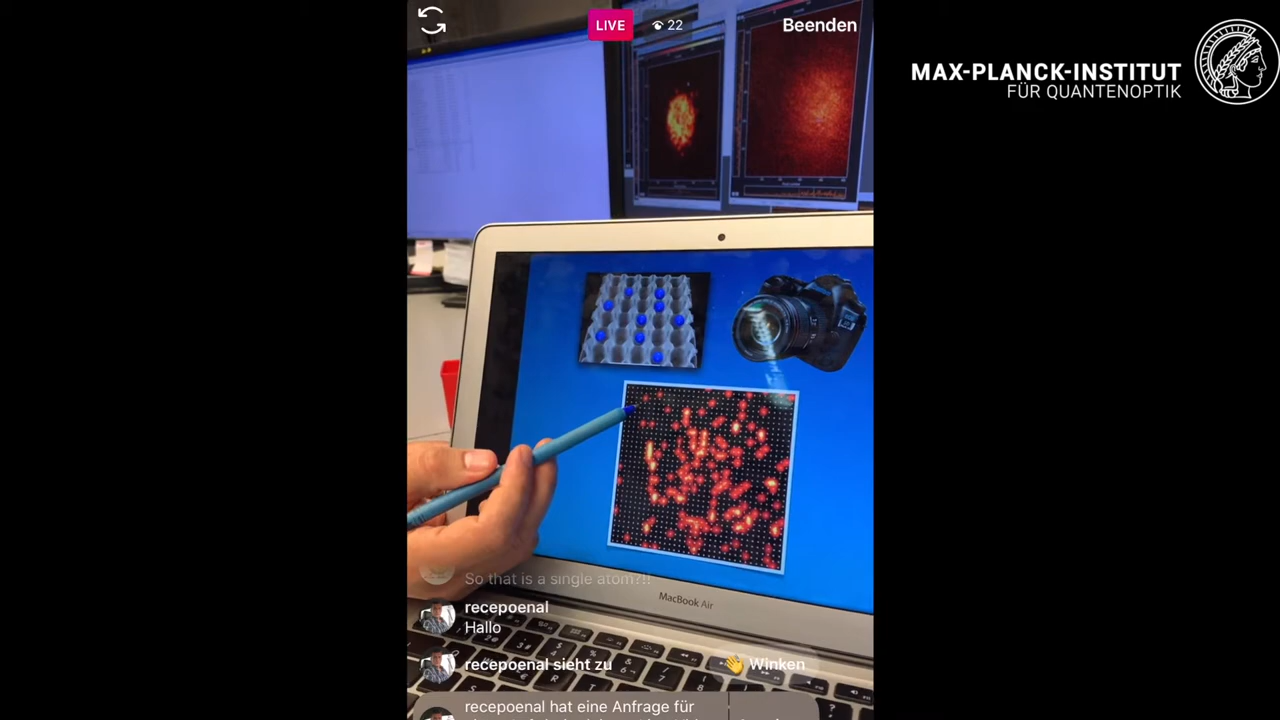 LIVE
22
Beenden
MAX-PLANCK-INSTITUT
FÜR QUANTENOPTIK
So that is a single atom?!!
MacBook Air
recepoenal
Hallo
recepoenal sieht zu
👋 Winken
recepoenal hat eine Anfrage für